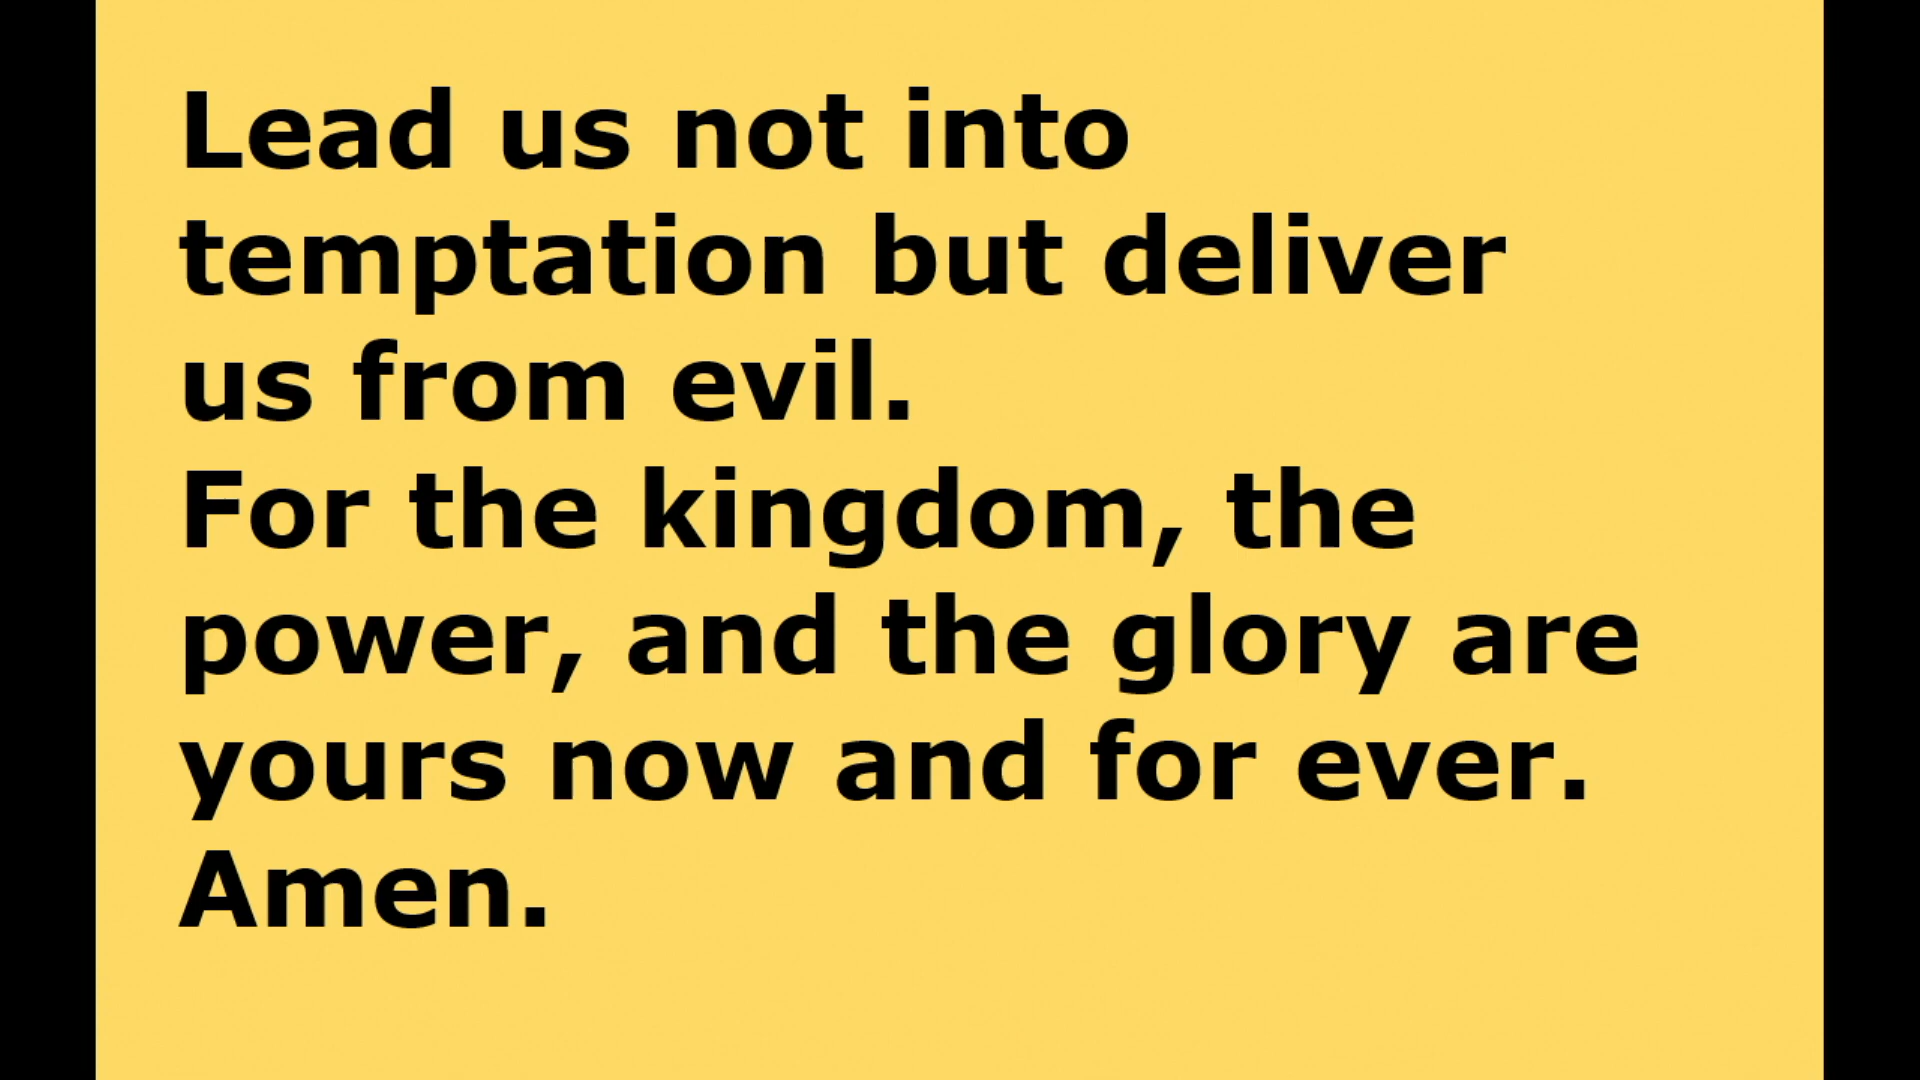 Lead us not into
temptation but deliver
us from evil.
For the kingdom, the
power, and the glory are
yours now and for ever.
Amen.